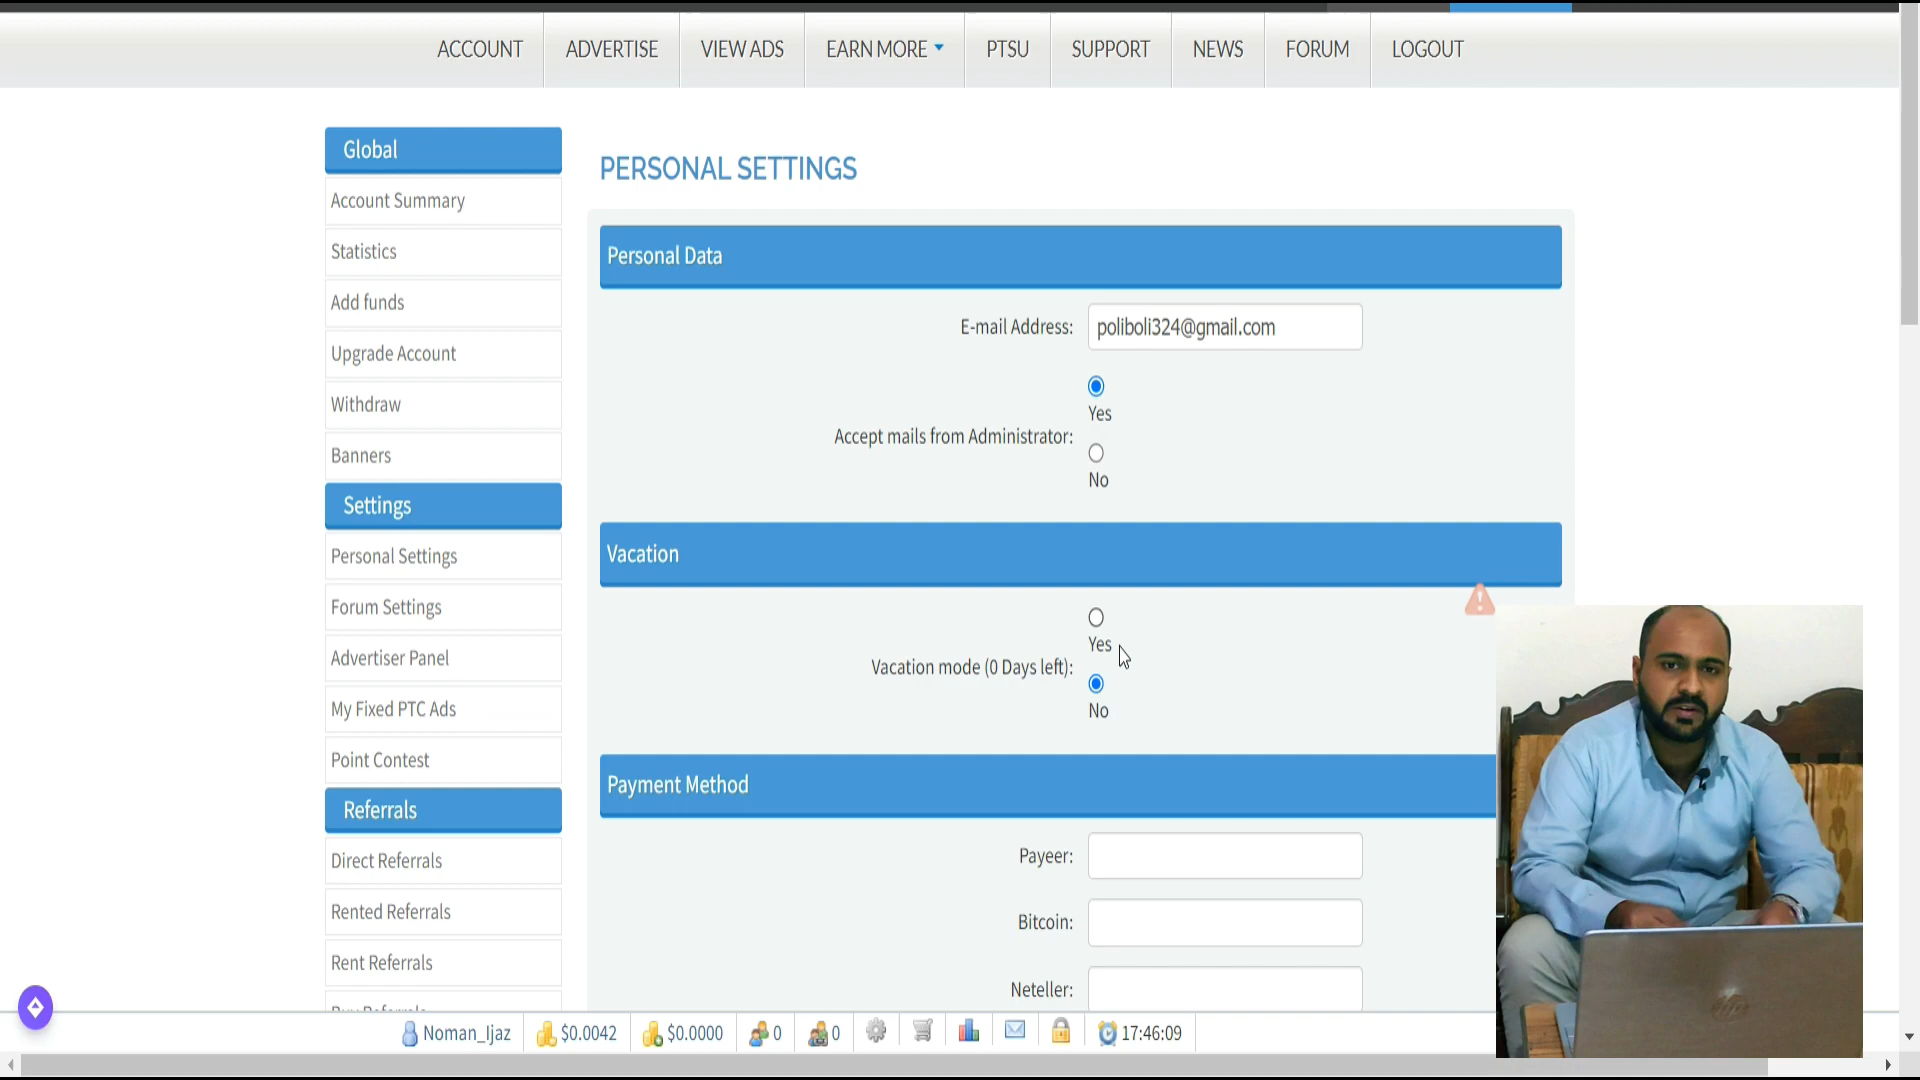 ACCOUNT ADVERTISE VIEW ADS EARN MORE PTSU SUPPORT NEWS FORUM LOGOUT
Global
Account Summary
Statistics
Add funds
Upgrade Account
Withdraw
Banners
Settings
Personal Settings
Forum Settings
Advertiser Panel
My Fixed PTC Ads
Point Contest
Referrals
Direct Referrals
Rented Referrals
Rent Referrals
PERSONAL SETTINGS
Personal Data
E-mail Address: poliboli324@gmail.com
Accept mails from Administrator:
Yes
No
Vacation
Vacation mode (0 Days left):
Yes
No
Payment Method
Payeer:
Bitcoin:
Neteller:
Noman_Ijaz $0.0042 $0.0000 0 0 17:46:09